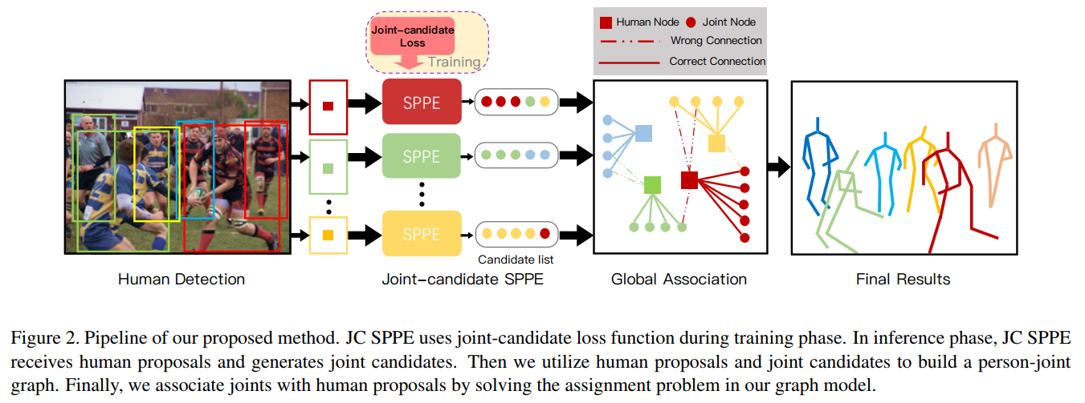 Joint-candidate
Loss
Training
Human Node Joint Node
Wrong Connection
Correct Connection
SPPE
SPPE
SPPE
Candidate list
Human Detection Joint-candidate SPPE Global Association Final Results
Figure 2. Pipeline of our proposed method. JC SPPE uses joint-candidate loss function during training phase. In inference phase, JC SPPE
receives human proposals and generates joint candidates. Then we utilize human proposals and joint candidates to build a person-joint
graph. Finally, we associate joints with human proposals by solving the assignment problem in our graph model.